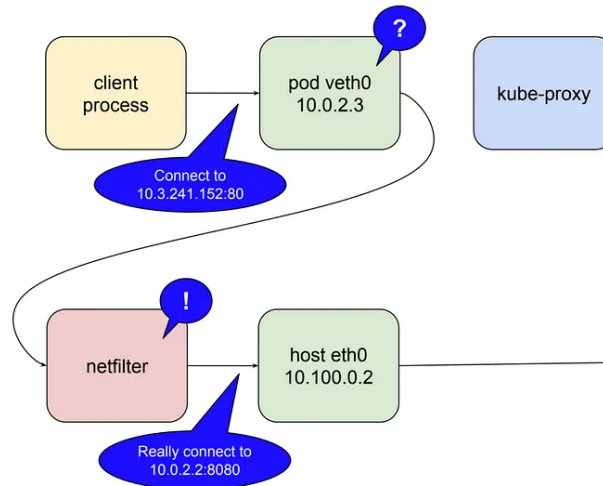 ?
client
process
pod veth0
10.0.2.3
kube-proxy
Connect to
10.3.241.152:80
!
netfilter
host eth0
10.100.0.2
Really connect to
10.0.2.2:8080